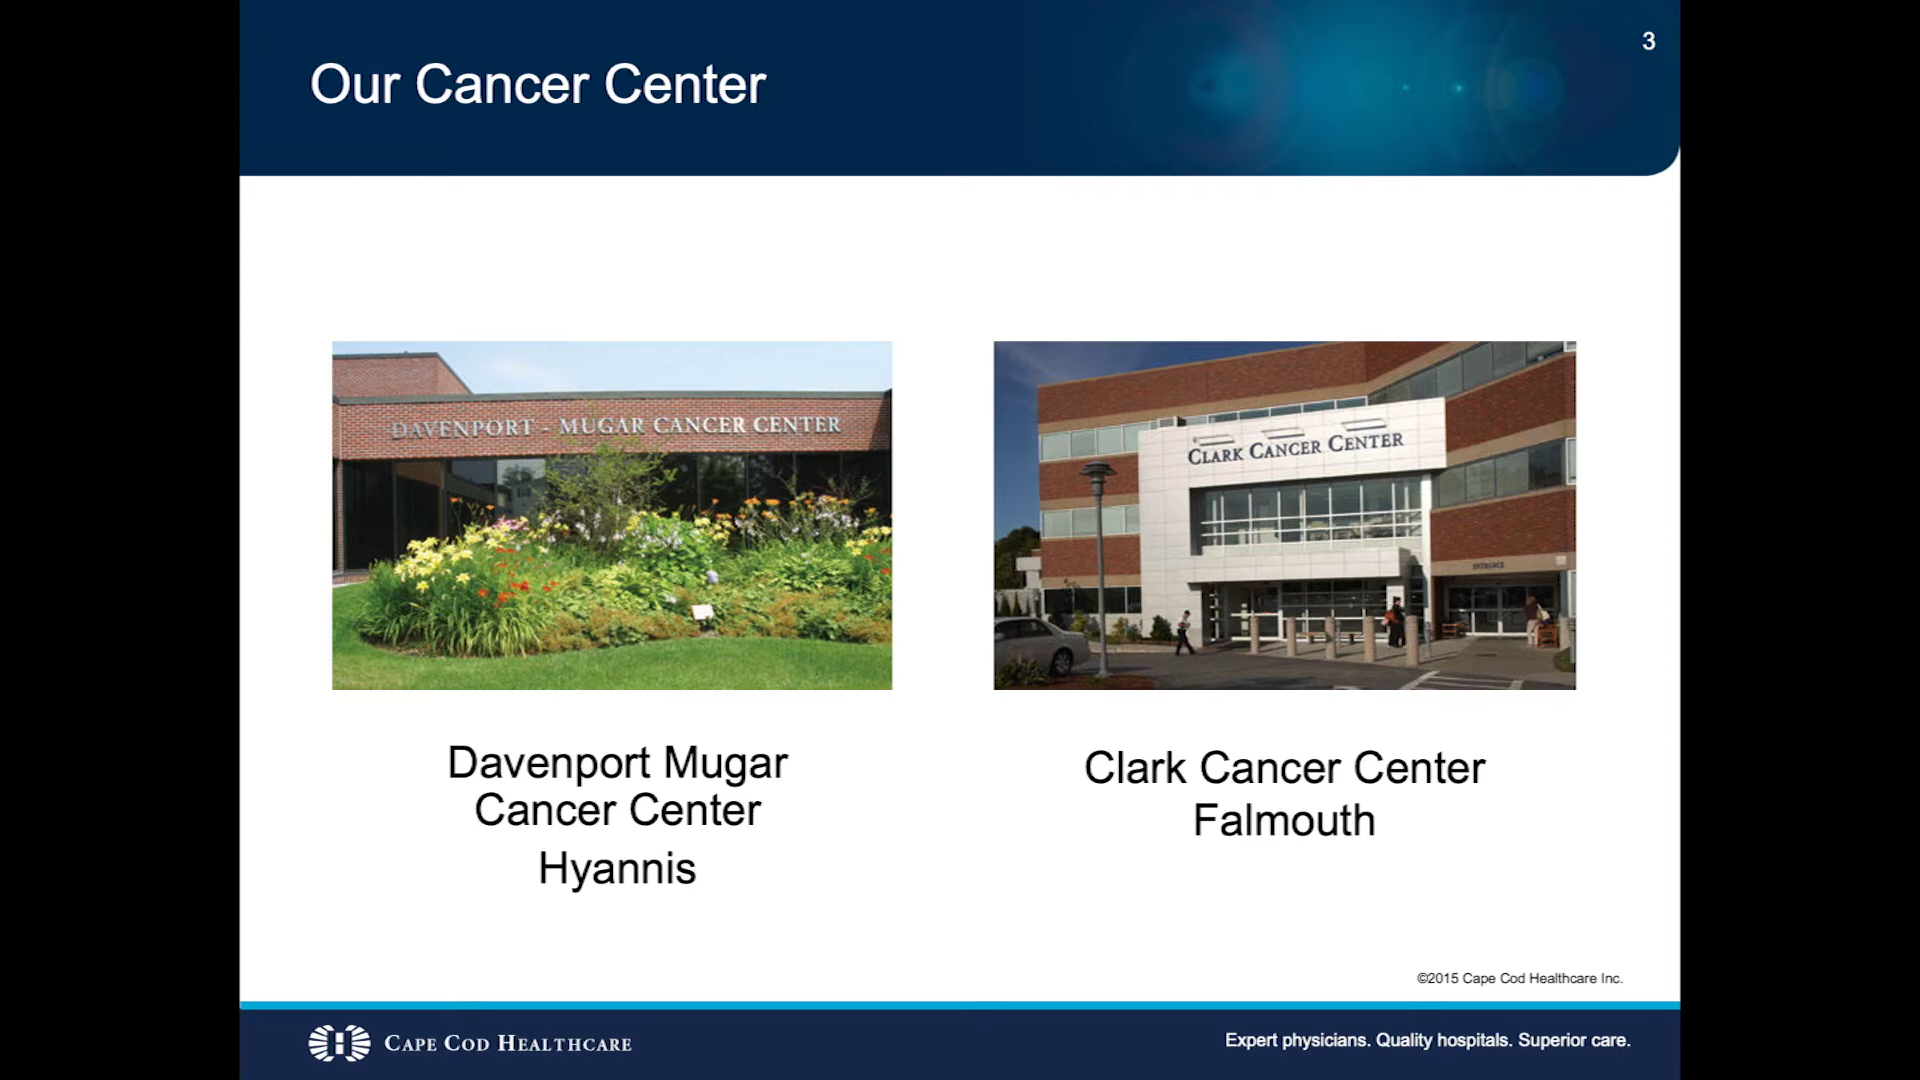 3
Our Cancer Center
DAVENPORT - MUGAR CANCER CENTER
CLARK CANCER CENTER
ENTRANCE
Davenport Mugar
Cancer Center
Hyannis
Clark Cancer Center
Falmouth
©2015 Cape Cod Healthcare Inc.
CAPE COD HEALTHCARE
Expert physicians. Quality hospitals. Superior care.